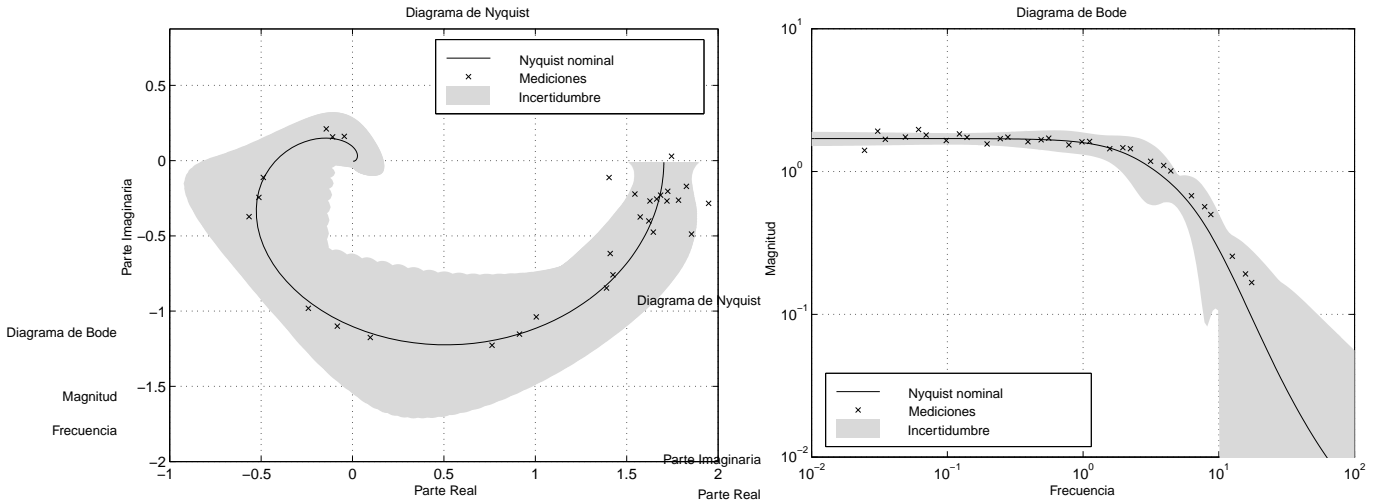 Diagrama de Nyquist
Nyquist nominal
Mediciones
Incertidumbre
0.5
0
−0.5
−1
−1.5
−2
Parte Imaginaria
−1
−0.5
0
0.5
1
1.5
2
Parte Real
Diagrama de Bode
Magnitud
Frecuencia
Diagrama de Nyquist
Parte Imaginaria
Parte Real
Diagrama de Bode
10^1
10^0
10^−1
10^−2
Magnitud
Nyquist nominal
Mediciones
Incertidumbre
10^−2
10^−1
10^0
10^1
10^2
Frecuencia